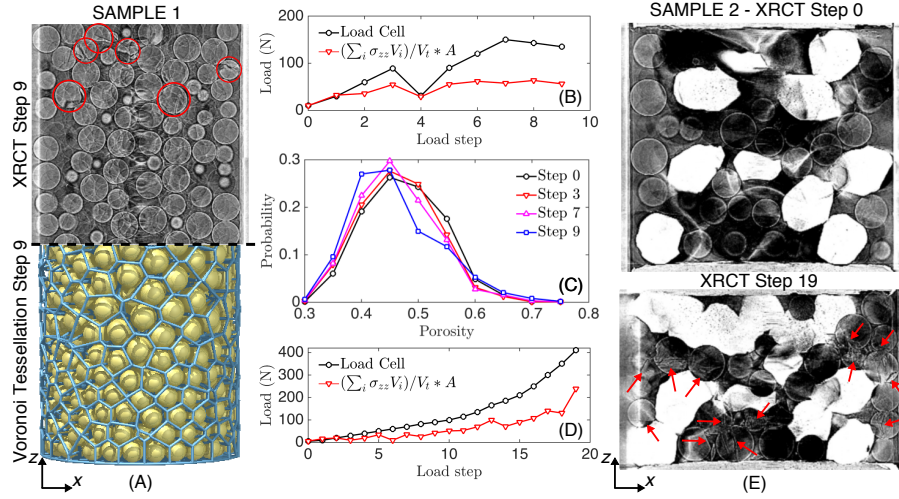 SAMPLE 1
XRCT Step 9
Voronoi Tessellation Step 9
z
x
(A)
Load (N)
200
100
0
Load Cell
(∑ᵢ σ_zz Vᵢ)/Vₜ * A
(B)
0 2 4 6 8 10
Load step
Probability
0.3
0.2
0.1
0
Step 0
Step 3
Step 7
Step 9
(C)
0.3 0.4 0.5 0.6 0.7 0.8
Porosity
Load (N)
400
300
200
100
0
Load Cell
(∑ᵢ σ_zz Vᵢ)/Vₜ * A
(D)
0 5 10 15 20
Load step
SAMPLE 2 - XRCT Step 0
XRCT Step 19
z
x
(E)